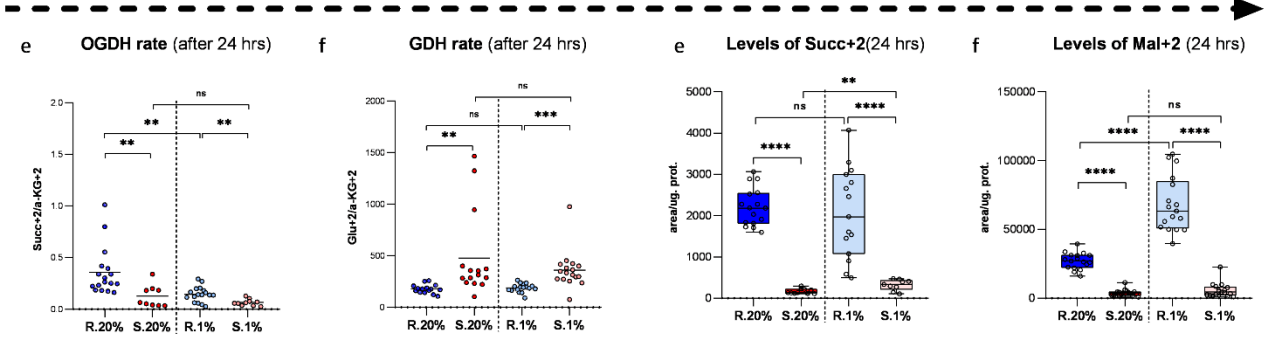 e OGDH rate (after 24 hrs)
Succ+2/a-KG+2
2.0
1.5
1.0
0.5
0.0
ns
**
**
**
R.20% S.20% R.1% S.1%
f GDH rate (after 24 hrs)
Glu+2/a-KG+2
2000
1500
1000
500
0
ns
ns
**
***
R.20% S.20% R.1% S.1%
e Levels of Succ+2(24 hrs)
area/ug. prot.
5000
4000
3000
2000
1000
0
**
ns
****
****
R.20% S.20% R.1% S.1%
f Levels of Mal+2 (24 hrs)
area/ug. prot.
150000
100000
50000
0
ns
****
****
****
R.20% S.20% R.1% S.1%